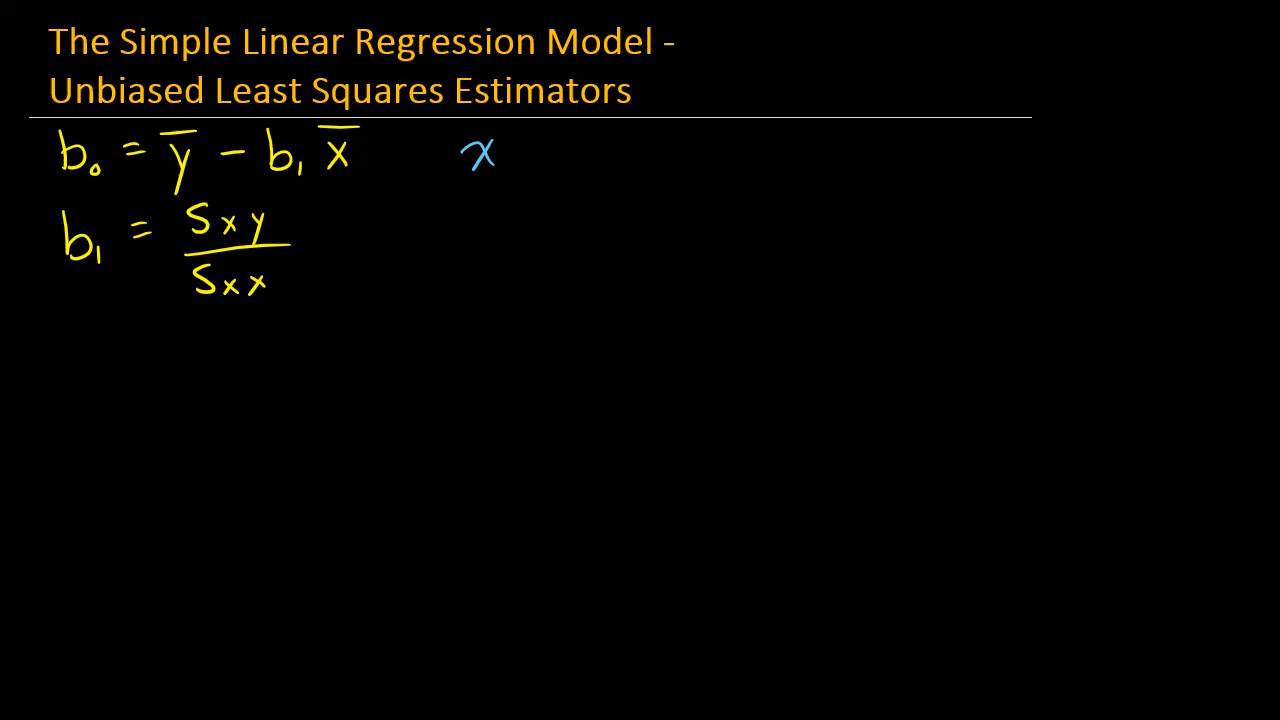 The Simple Linear Regression Model -
Unbiased Least Squares Estimators
b₀ = y̅ - b₁ x̅ x
b₁ = Sxy / Sxx